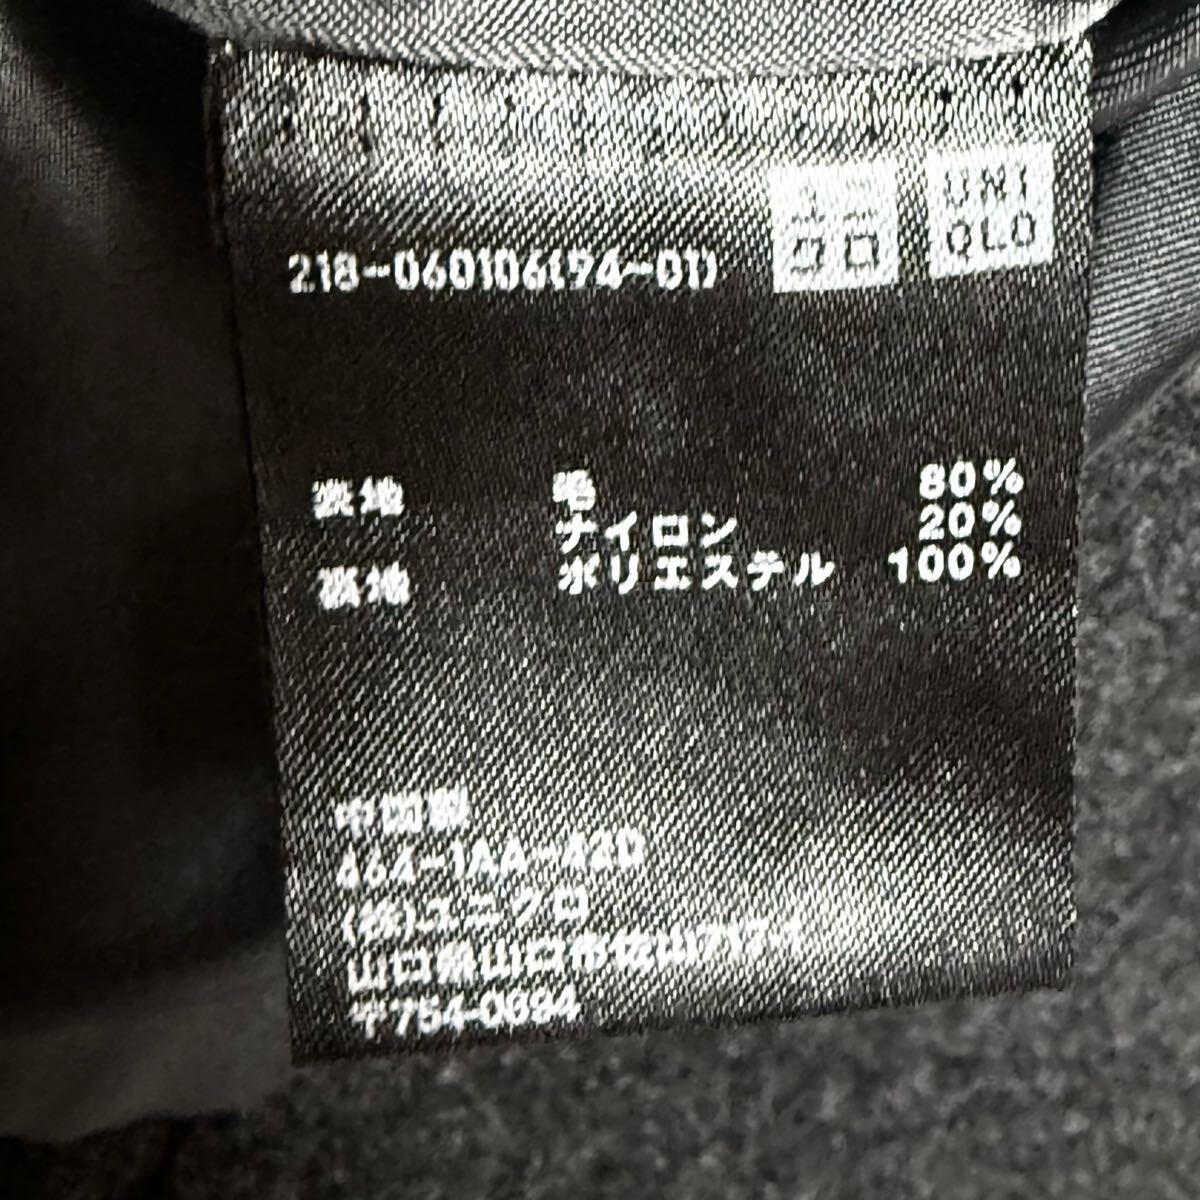 ユニ
クロ
UNI
QLO
218-060106(94-01)
表地 毛 80%
ナイロン 20%
裏地 ポリエステル 100%
中国製
464-1AA-42D
(株)ユニクロ
山口県山口市佐山717-1
〒754-0894